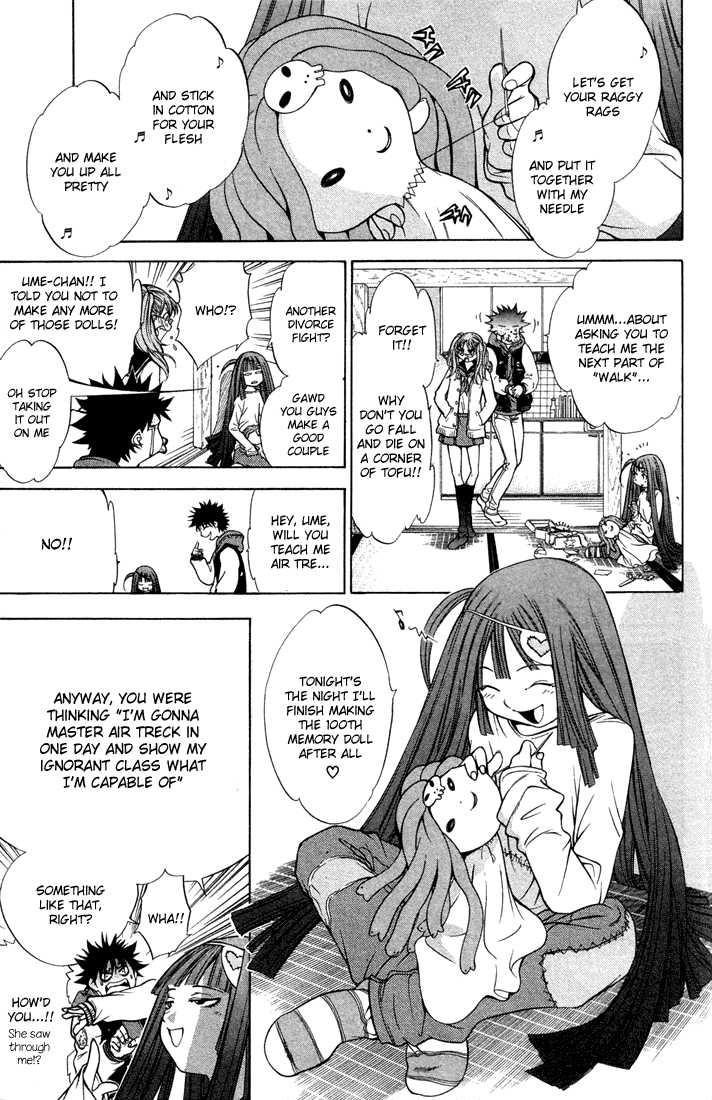 LET'S GET
YOUR RAGGY
RAGS
AND PUT IT
TOGETHER
WITH MY
NEEDLE
AND STICK
IN COTTON
FOR YOUR
FLESH
AND MAKE
YOU UP ALL
PRETTY
UMMM...ABOUT
ASKING YOU TO
TEACH ME THE
NEXT PART OF
"WALK"...
FORGET
IT!!
WHY
DON'T YOU
GO FALL
AND DIE ON
A CORNER
OF TOFU!!
ANOTHER
DIVORCE
FIGHT?
GAWD
YOU GUYS
MAKE A
GOOD
COUPLE
WHO!?
UME-CHAN!! I
TOLD YOU NOT TO
MAKE ANY MORE
OF THOSE DOLLS!
OH STOP
TAKING
IT OUT
ON ME
HEY, UME,
WILL YOU
TEACH ME
AIR TRE...
NO!!
TONIGHT'S
THE NIGHT I'LL
FINISH MAKING
THE 100TH
MEMORY DOLL
AFTER ALL
♡
ANYWAY, YOU WERE
THINKING "I'M GONNA
MASTER AIR TRECK IN
ONE DAY AND SHOW MY
IGNORANT CLASS WHAT
I'M CAPABLE OF"
SOMETHING
LIKE THAT,
RIGHT?
WHA!!
HOW'D
YOU...!!
She saw
through
me!?